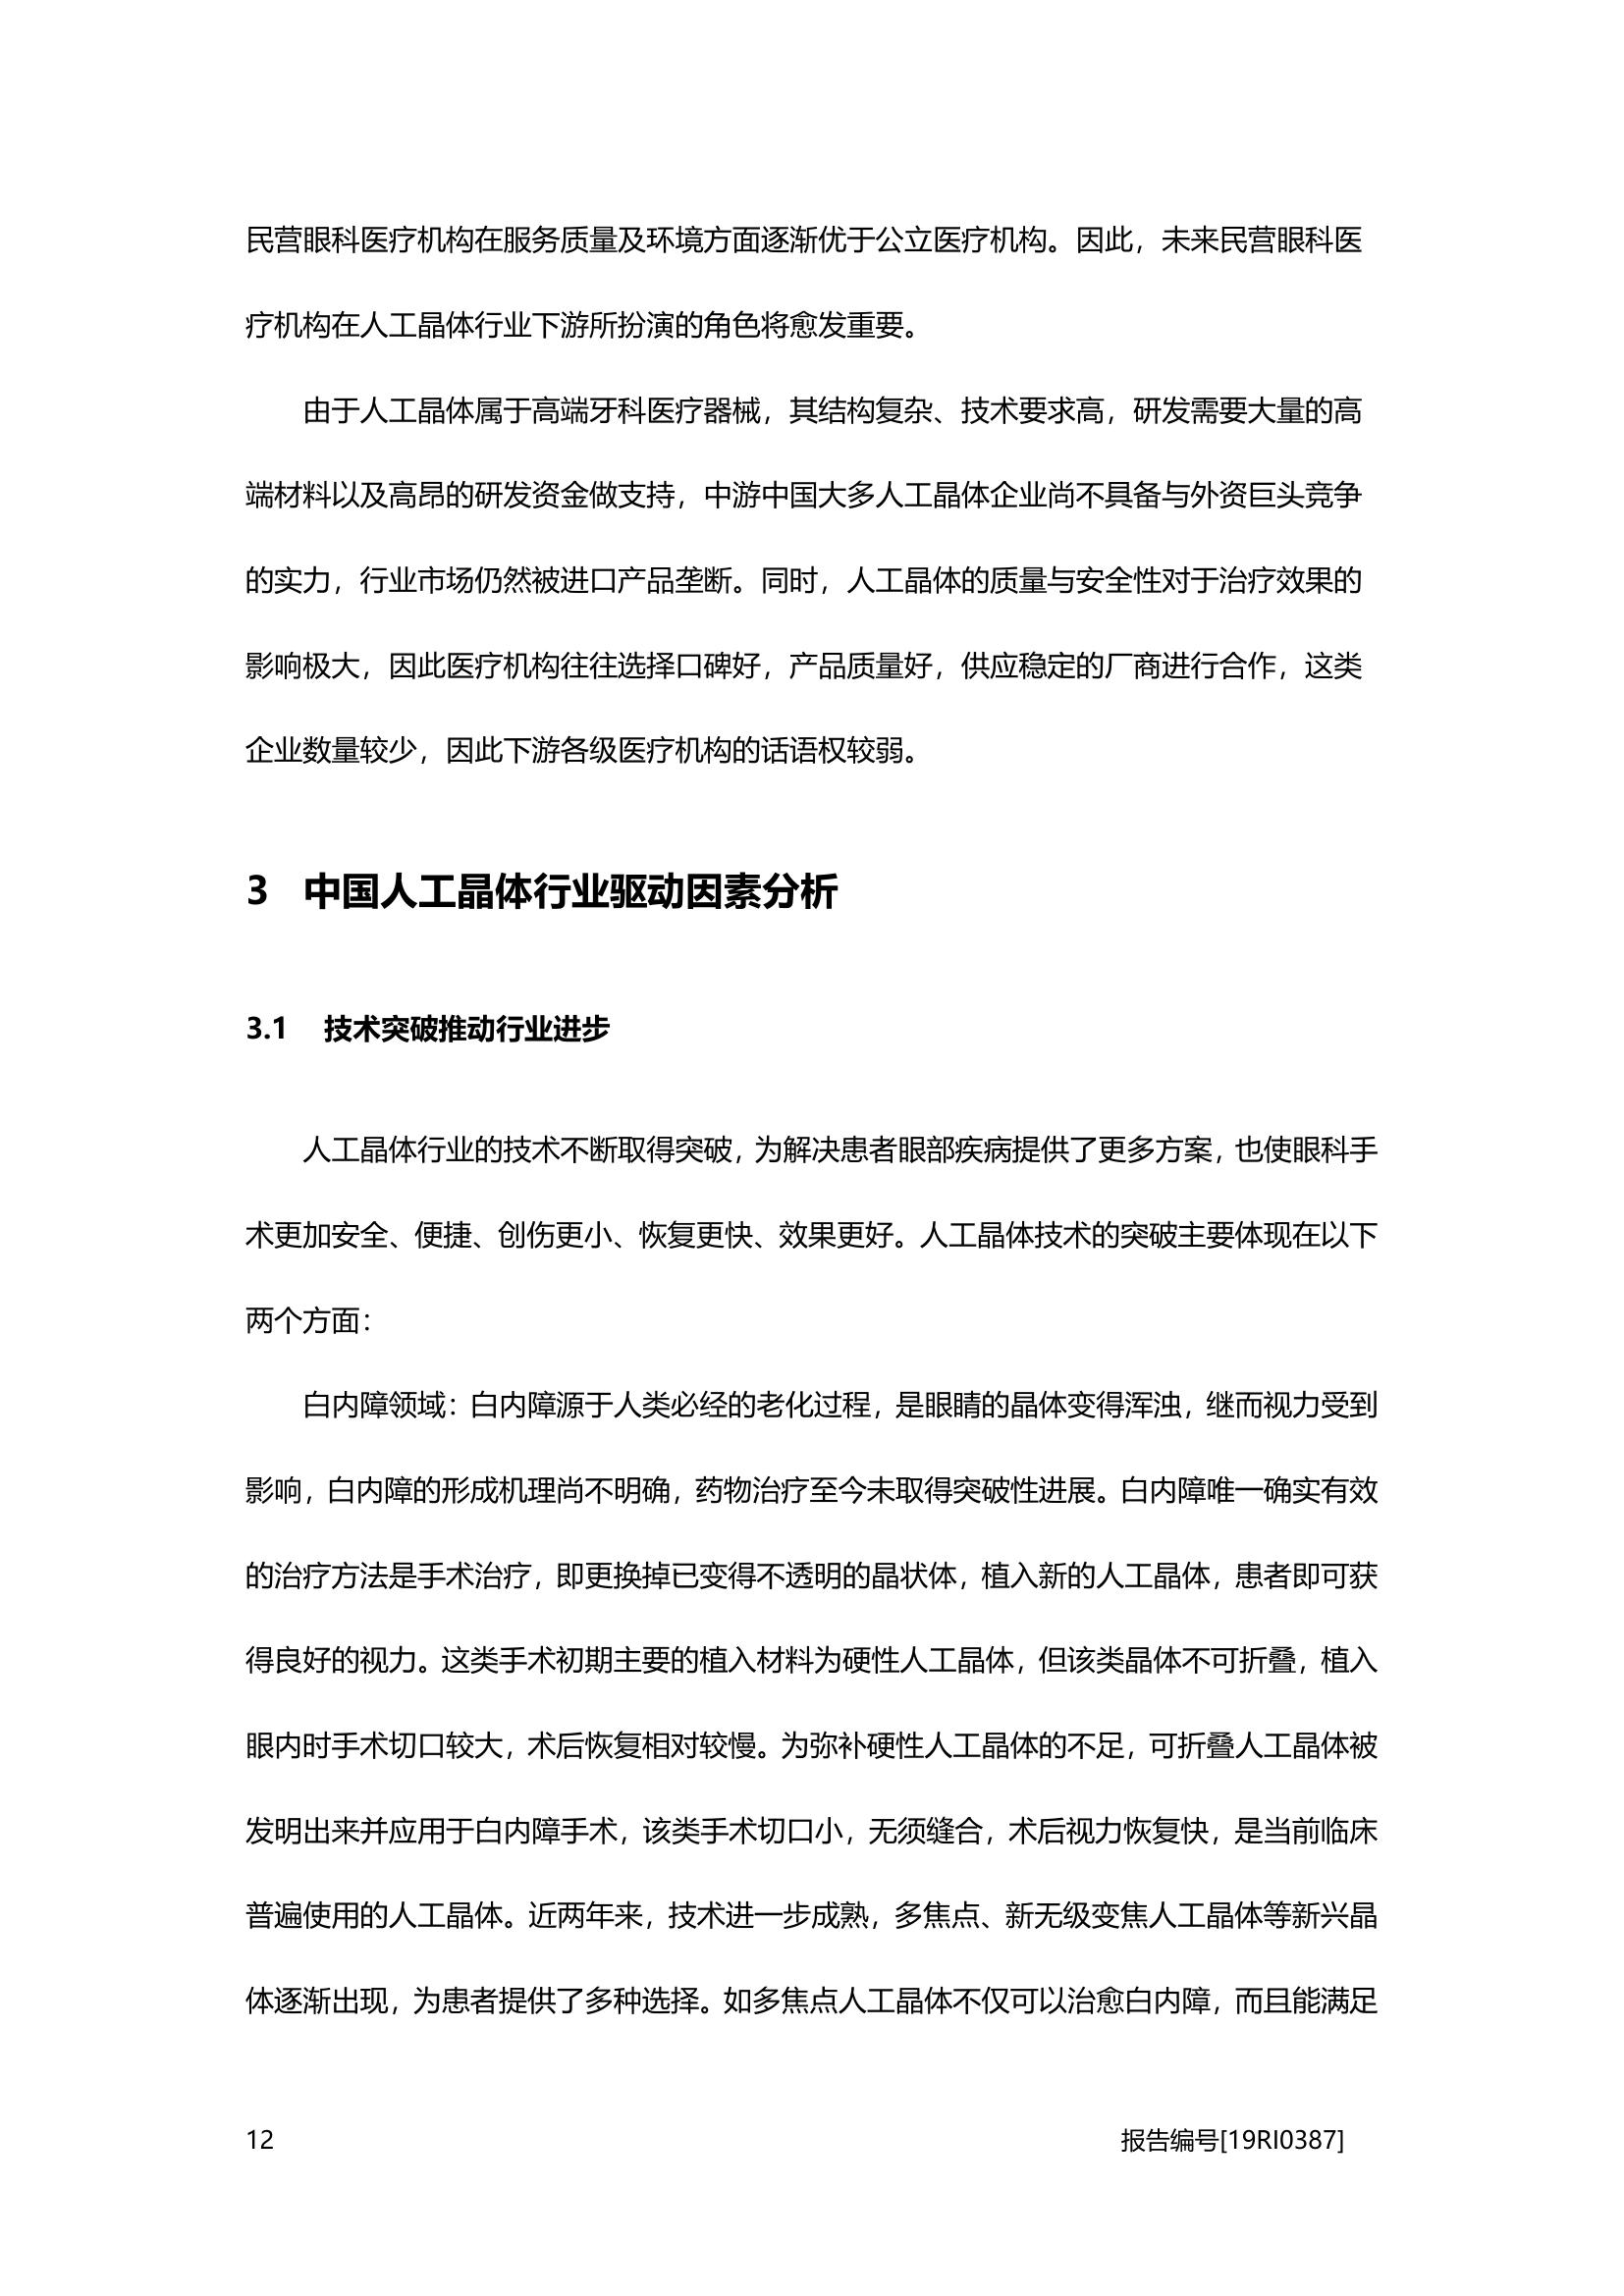 民营眼科医疗机构在服务质量及环境方面逐渐优于公立医疗机构。因此，未来民营眼科医
疗机构在人工晶体行业下游所扮演的角色将愈发重要。
由于人工晶体属于高端牙科医疗器械，其结构复杂、技术要求高，研发需要大量的高
端材料以及高昂的研发资金做支持，中游中国大多人工晶体企业尚不具备与外资巨头竞争
的实力，行业市场仍然被进口产品垄断。同时，人工晶体的质量与安全性对于治疗效果的
影响极大，因此医疗机构往往选择口碑好，产品质量好，供应稳定的厂商进行合作，这类
企业数量较少，因此下游各级医疗机构的话语权较弱。
3 中国人工晶体行业驱动因素分析
3.1 技术突破推动行业进步
人工晶体行业的技术不断取得突破，为解决患者眼部疾病提供了更多方案，也使眼科手
术更加安全、便捷、创伤更小、恢复更快、效果更好。人工晶体技术的突破主要体现在以下
两个方面：
白内障领域：白内障源于人类必经的老化过程，是眼睛的晶体变得浑浊，继而视力受到
影响，白内障的形成机理尚不明确，药物治疗至今未取得突破性进展。白内障唯一确实有效
的治疗方法是手术治疗，即更换掉已变得不透明的晶状体，植入新的人工晶体，患者即可获
得良好的视力。这类手术初期主要的植入材料为硬性人工晶体，但该类晶体不可折叠，植入
眼内时手术切口较大，术后恢复相对较慢。为弥补硬性人工晶体的不足，可折叠人工晶体被
发明出来并应用于白内障手术，该类手术切口小，无须缝合，术后视力恢复快，是当前临床
普遍使用的人工晶体。近两年来，技术进一步成熟，多焦点、新无级变焦人工晶体等新兴晶
体逐渐出现，为患者提供了多种选择。如多焦点人工晶体不仅可以治愈白内障，而且能满足
12 报告编号[19RI0387]